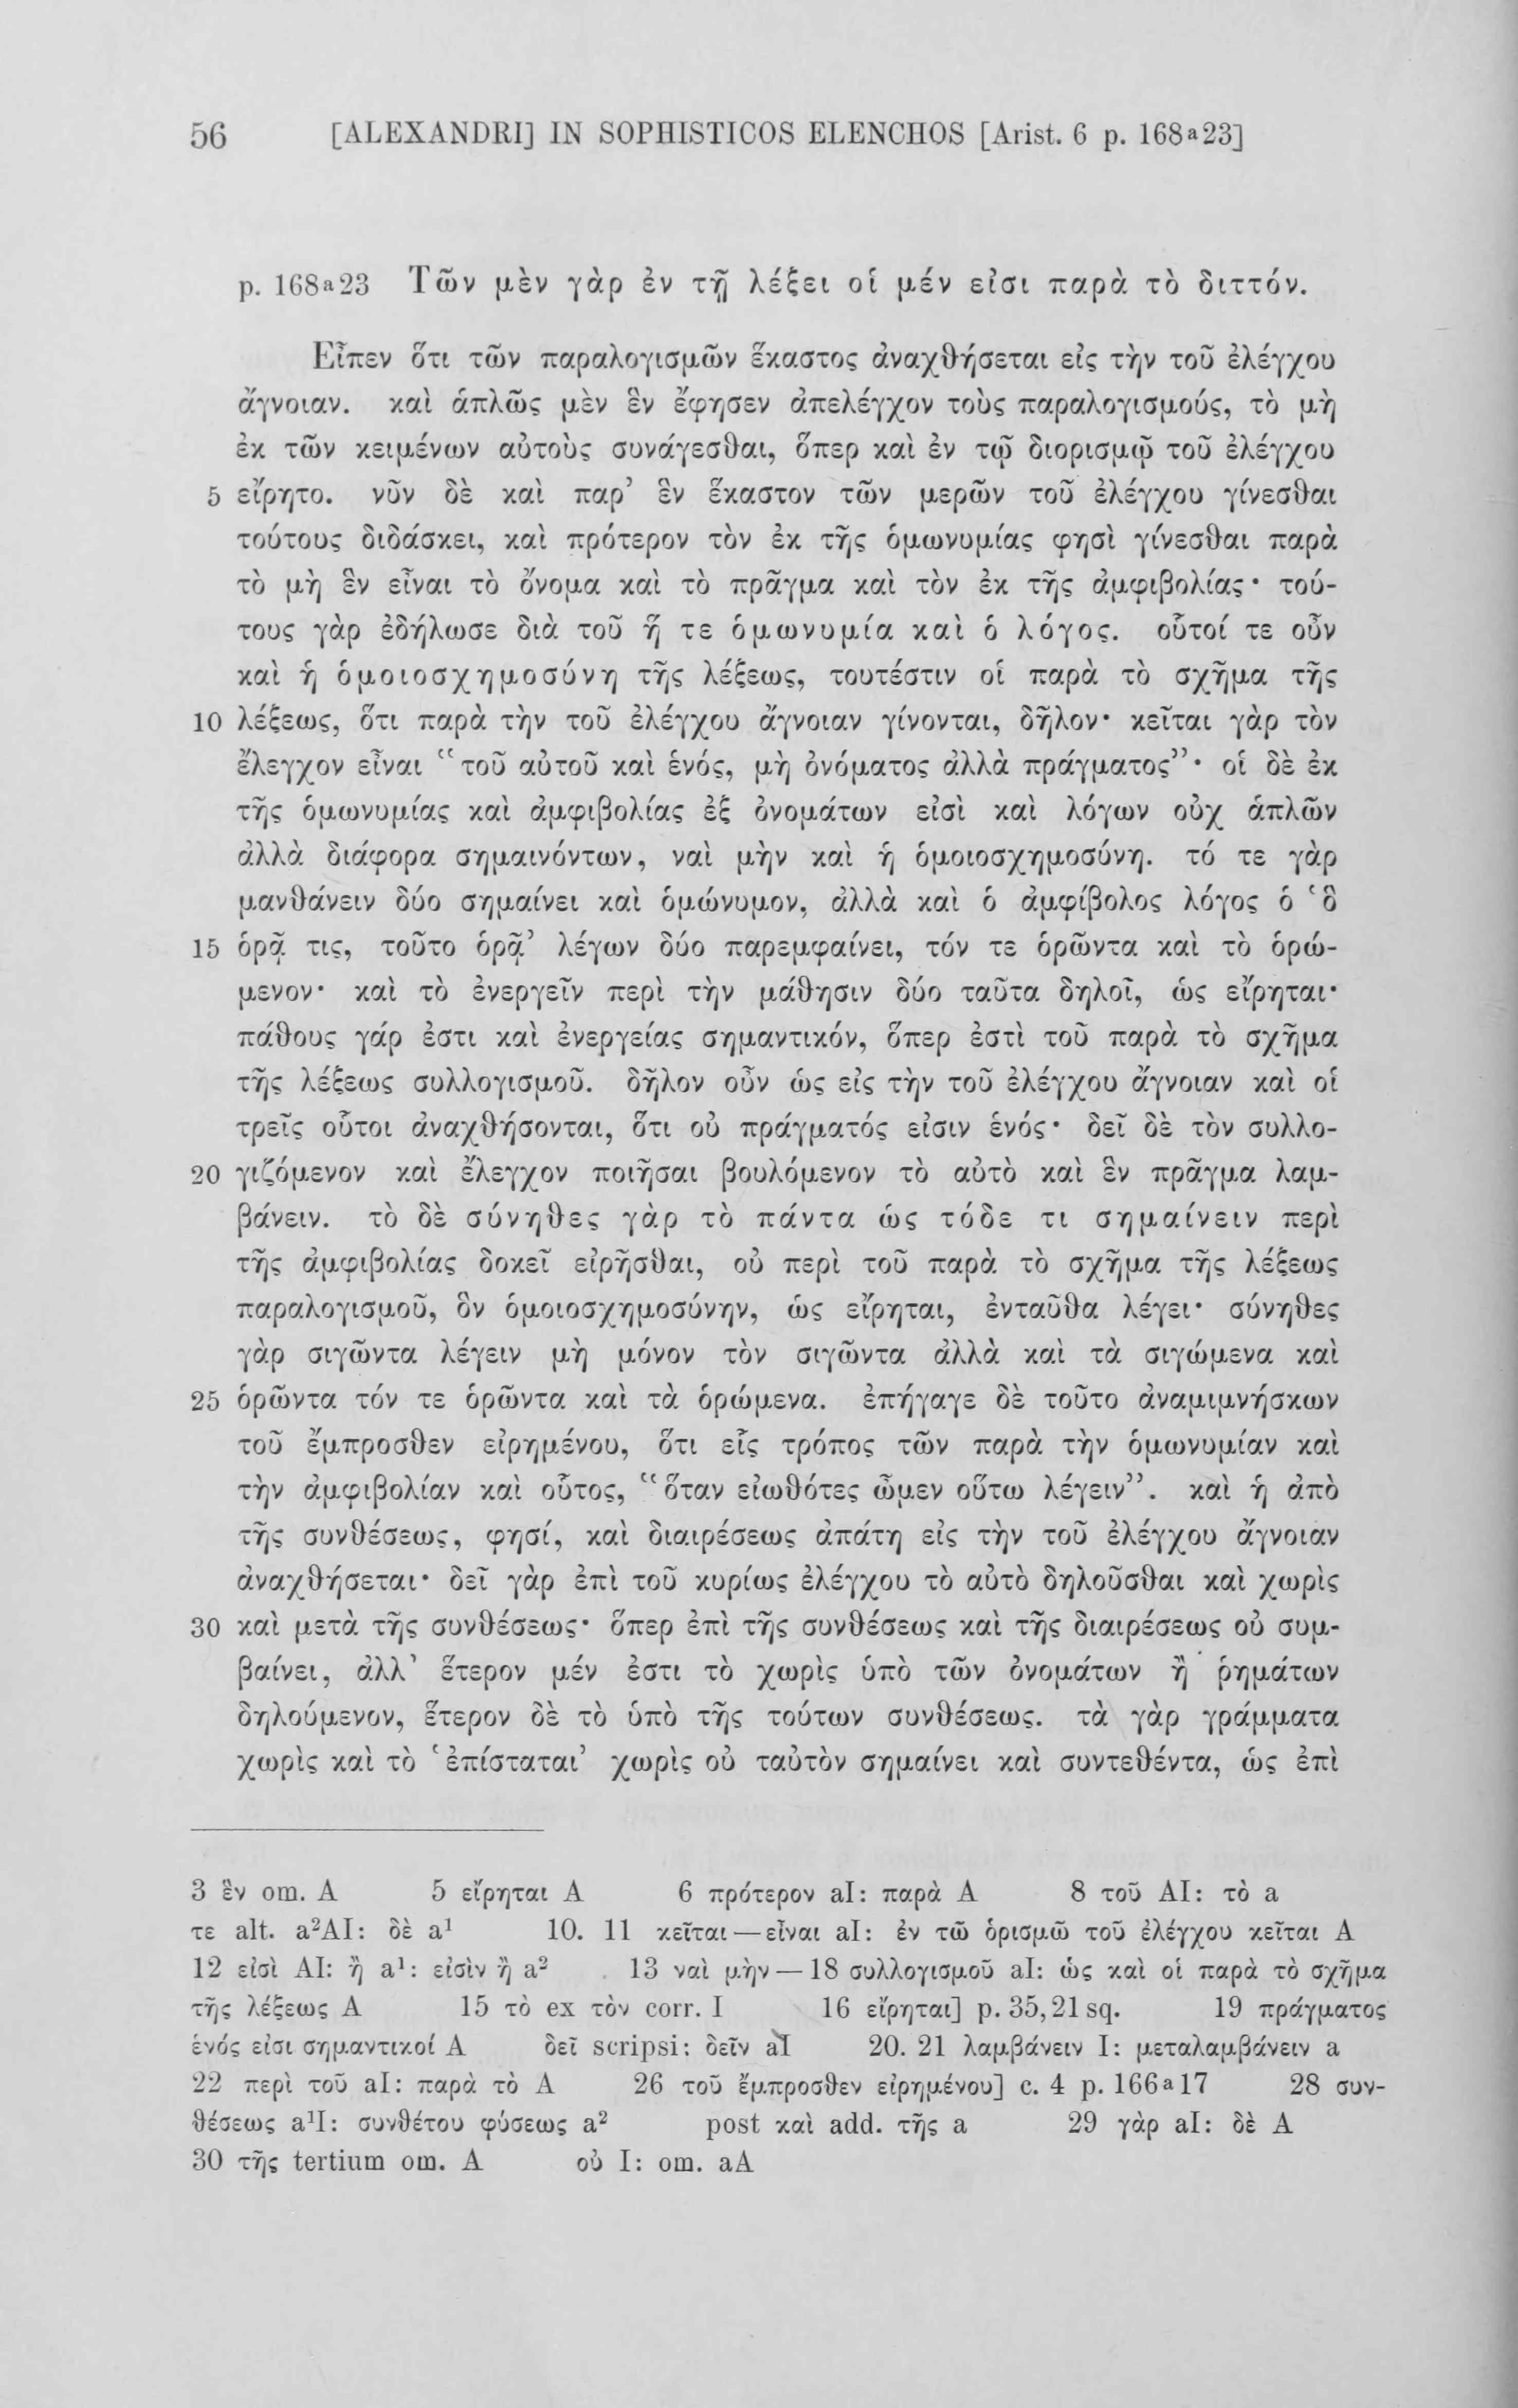 56 [ALEXANDRI] IN SOPHISTICOS ELENCHOS [Arist. 6 p. 168a23]
p. 168a23 Τῶν μὲν γὰρ ἐν τῇ λέξει οἱ μέν εἰσι παρὰ τὸ διττόν.
Εἶπεν ὅτι τῶν παραλογισμῶν ἕκαστος ἀναχθήσεται εἰς τὴν τοῦ ἐλέγχου
ἄγνοιαν. καὶ ἁπλῶς μὲν ἓν ἔφησεν ἀπελέγχον τοὺς παραλογισμούς, τὸ μὴ
ἐκ τῶν κειμένων αὐτοὺς συνάγεσθαι, ὅπερ καὶ ἐν τῷ διορισμῷ τοῦ ἐλέγχου
5 εἴρητο. νῦν δὲ καὶ παρ’ ἓν ἕκαστον τῶν μερῶν τοῦ ἐλέγχου γίνεσθαι
τούτους διδάσκει, καὶ πρότερον τὸν ἐκ τῆς ὁμωνυμίας φησὶ γίνεσθαι παρὰ
τὸ μὴ ἓν εἶναι τὸ ὄνομα καὶ τὸ πρᾶγμα καὶ τὸν ἐκ τῆς ἀμφιβολίας· τού-
τους γὰρ ἐδήλωσε διὰ τοῦ ἥ τε ὁμωνυμία καὶ ὁ λόγος. οὗτοί τε οὖν
καὶ ἡ ὁμοιοσχημοσύνη τῆς λέξεως, τουτέστιν οἱ παρὰ τὸ σχῆμα τῆς
10 λέξεως, ὅτι παρὰ τὴν τοῦ ἐλέγχου ἄγνοιαν γίνονται, δῆλον· κεῖται γὰρ τὸν
ἔλεγχον εἶναι “τοῦ αὐτοῦ καὶ ἑνός, μὴ ὀνόματος ἀλλὰ πράγματος”· οἱ δὲ ἐκ
τῆς ὁμωνυμίας καὶ ἀμφιβολίας ἐξ ὀνομάτων εἰσὶ καὶ λόγων οὐχ ἁπλῶν
ἀλλὰ διάφορα σημαινόντων, ναὶ μὴν καὶ ἡ ὁμοιοσχημοσύνη. τό τε γὰρ
μανθάνειν δύο σημαίνει καὶ ὁμώνυμον, ἀλλὰ καὶ ὁ ἀμφίβολος λόγος ὁ ‘ὃ
15 ὁρᾷ τις, τοῦτο ὁρᾷ’ λέγων δύο παρεμφαίνει, τόν τε ὁρῶντα καὶ τὸ ὁρώ-
μενον· καὶ τὸ ἐνεργεῖν περὶ τὴν μάθησιν δύο ταῦτα δηλοῖ, ὡς εἴρηται·
πάθους γάρ ἐστι καὶ ἐνεργείας σημαντικόν, ὅπερ ἐστὶ τοῦ παρὰ τὸ σχῆμα
τῆς λέξεως συλλογισμοῦ. δῆλον οὖν ὡς εἰς τὴν τοῦ ἐλέγχου ἄγνοιαν καὶ οἱ
τρεῖς οὗτοι ἀναχθήσονται, ὅτι οὐ πράγματός εἰσιν ἑνός· δεῖ δὲ τὸν συλλο-
20 γιζόμενον καὶ ἔλεγχον ποιῆσαι βουλόμενον τὸ αὐτὸ καὶ ἓν πρᾶγμα λαμ-
βάνειν. τὸ δὲ σύνηθες γὰρ τὸ πάντα ὡς τόδε τι σημαίνειν περὶ
τῆς ἀμφιβολίας δοκεῖ εἰρῆσθαι, οὐ περὶ τοῦ παρὰ τὸ σχῆμα τῆς λέξεως
παραλογισμοῦ, ὃν ὁμοιοσχημοσύνην, ὡς εἴρηται, ἐνταῦθα λέγει· σύνηθες
γὰρ σιγῶντα λέγειν μὴ μόνον τὸν σιγῶντα ἀλλὰ καὶ τὰ σιγώμενα καὶ
25 ὁρῶντα τόν τε ὁρῶντα καὶ τὰ ὁρώμενα. ἐπήγαγε δὲ τοῦτο ἀναμιμνήσκων
τοῦ ἔμπροσθεν εἰρημένου, ὅτι εἷς τρόπος τῶν παρὰ τὴν ὁμωνυμίαν καὶ
τὴν ἀμφιβολίαν καὶ οὗτος, “ὅταν εἰωθότες ὦμεν οὕτω λέγειν”. καὶ ἡ ἀπὸ
τῆς συνθέσεως, φησί, καὶ διαιρέσεως ἀπάτη εἰς τὴν τοῦ ἐλέγχου ἄγνοιαν
ἀναχθήσεται· δεῖ γὰρ ἐπὶ τοῦ κυρίως ἐλέγχου τὸ αὐτὸ δηλοῦσθαι καὶ χωρὶς
30 καὶ μετὰ τῆς συνθέσεως· ὅπερ ἐπὶ τῆς συνθέσεως καὶ τῆς διαιρέσεως οὐ συμ-
βαίνει, ἀλλ’ ἕτερον μέν ἐστι τὸ χωρὶς ὑπὸ τῶν ὀνομάτων ἢ ῥημάτων
δηλούμενον, ἕτερον δὲ τὸ ὑπὸ τῆς τούτων συνθέσεως. τὰ γὰρ γράμματα
χωρὶς καὶ τὸ ‘ἐπίσταται’ χωρὶς οὐ ταὐτὸν σημαίνει καὶ συντεθέντα, ὡς ἐπὶ
3 ἓν om. A 5 εἴρηται A 6 πρότερον aI: παρὰ A 8 τοῦ AI: τὸ a
τε alt. a²AI: δὲ a¹ 10. 11 κεῖται — εἶναι aI: ἐν τῶ ὁρισμῶ τοῦ ἐλέγχου κεῖται A
12 εἰσὶ AI: ἢ a¹: εἰσὶν ἢ a² 13 ναὶ μὴν — 18 συλλογισμοῦ aI: ὡς καὶ οἱ παρὰ τὸ σχῆμα
τῆς λέξεως A 15 τὸ ex τὸν corr. I 16 εἴρηται] p. 35,21 sq. 19 πράγματος
ἑνός εἰσι σημαντικοί A δεῖ scripsi: δεῖν aI 20. 21 λαμβάνειν I: μεταλαμβάνειν a
22 περὶ τοῦ aI: παρὰ τὸ A 26 τοῦ ἔμπροσθεν εἰρημένου] c. 4 p. 166a17 28 συν-
θέσεως a¹I: συνθέτου φύσεως a² post καὶ add. τῆς a 29 γὰρ aI: δὲ A
30 τῆς tertium om. A οὐ I: om. aA